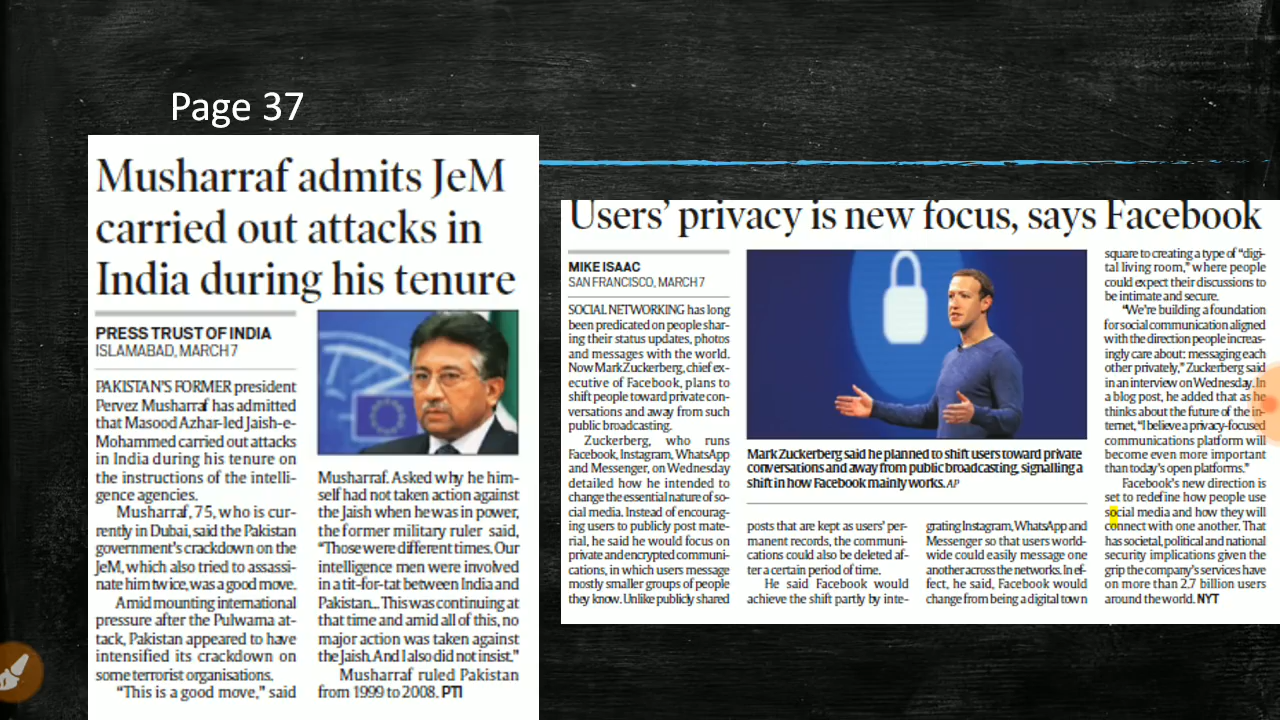 Page 37
Musharraf admits JeM
carried out attacks in
India during his tenure
PRESS TRUST OF INDIA
ISLAMABAD, MARCH 7
PAKISTAN'S FORMER president
Pervez Musharraf has admitted
that Masood Azhar-led Jaish-e-
Mohammed carried out attacks
in India during his tenure on
the instructions of the intelli-
gence agencies.
Musharraf, 75, who is cur-
rently in Dubai, said the Pakistan
government's crackdown on the
JeM, which also tried to assassi-
nate him twice, was a good move.
Amid mounting international
pressure after the Pulwama at-
tack, Pakistan appeared to have
intensified its crackdown on
some terrorist organisations.
"This is a good move," said
Musharraf. Asked why he him-
self had not taken action against
the Jaish when he was in power,
the former military ruler said,
"Those were different times. Our
intelligence men were involved
in a tit-for-tat between India and
Pakistan... This was continuing at
that time and amid all of this, no
major action was taken against
the Jaish. And I also did not insist."
Musharraf ruled Pakistan
from 1999 to 2008. PTI
Users' privacy is new focus, says Facebook
MIKE ISAAC
SAN FRANCISCO, MARCH 7
SOCIAL NETWORKING has long
been predicated on people shar-
ing their status updates, photos
and messages with the world.
Now Mark Zuckerberg, chief ex-
ecutive of Facebook, plans to
shift people toward private con-
versations and away from such
public broadcasting.
Zuckerberg, who runs
Facebook, Instagram, WhatsApp
and Messenger, on Wednesday
detailed how he intended to
change the essential nature of so-
cial media. Instead of encourag-
ing users to publicly post mate-
rial, he said he would focus on
private and encrypted communi-
cations, in which users message
mostly smaller groups of people
they know. Unlike publicly shared
Mark Zuckerberg said he planned to shift users toward private
conversations and away from public broadcasting, signalling a
shift in how Facebook mainly works. AP
posts that are kept as users' per-
manent records, the communi-
cations could also be deleted af-
ter a certain period of time.
He said Facebook would
achieve the shift partly by inte-
grating Instagram, WhatsApp and
Messenger so that users world-
wide could easily message one
another across the networks. In ef-
fect, he said, Facebook would
change from being a digital town
square to creating a type of "digi-
tal living room," where people
could expect their discussions to
be intimate and secure.
"We're building a foundation
for social communication aligned
with the direction people increas-
ingly care about: messaging each
other privately," Zuckerberg said
in an interview on Wednesday. In
a blog post, he added that as he
thinks about the future of the in-
ternet, "I believe a privacy-focused
communications platform will
become even more important
than today's open platforms."
Facebook's new direction is
set to redefine how people use
social media and how they will
connect with one another. That
has societal, political and national
security implications given the
grip the company's services have
on more than 2.7 billion users
around the world. NYT